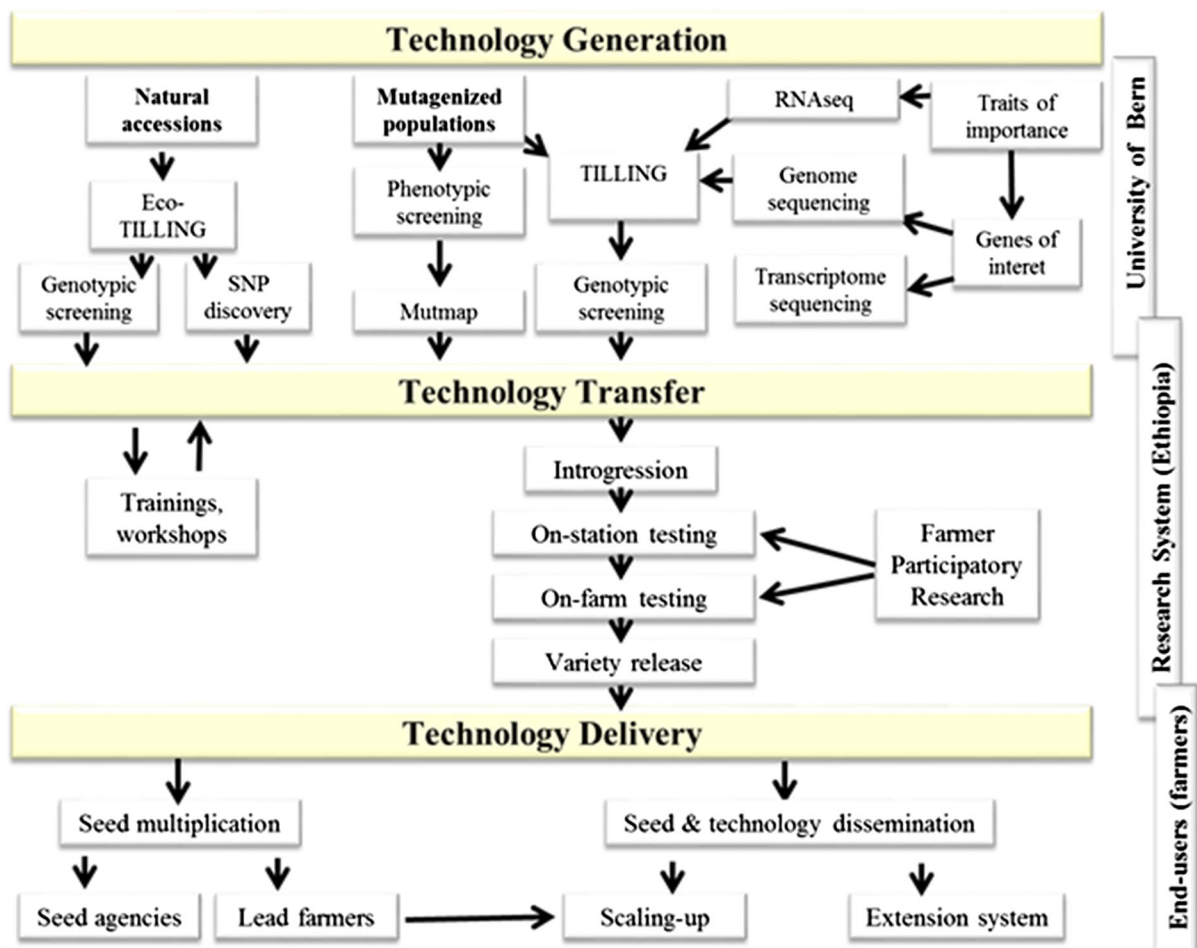 Technology Generation
Natural
accessions
Mutagenized
populations
RNAseq
Traits of
importance
Eco-
TILLING
Phenotypic
screening
TILLING
Genome
sequencing
Genes of
interet
Genotypic
screening
SNP
discovery
Mutmap
Genotypic
screening
Transcriptome
sequencing
University of Bern
Technology Transfer
Trainings,
workshops
Introgression
On-station testing
On-farm testing
Variety release
Farmer
Participatory
Research
Research System (Ethiopia)
Technology Delivery
Seed multiplication
Seed & technology dissemination
Seed agencies
Lead farmers
Scaling-up
Extension system
End-users (farmers)